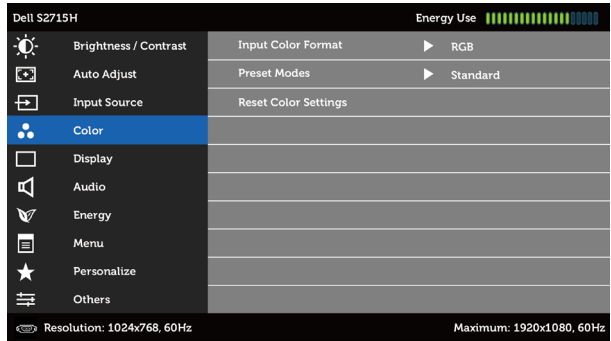 Dell S2715H Energy Use
Brightness / Contrast Input Color Format RGB
Auto Adjust Preset Modes Standard
Input Source Reset Color Settings
Color
Display
Audio
Energy
Menu
Personalize
Others
Resolution: 1024x768, 60Hz Maximum: 1920x1080, 60Hz